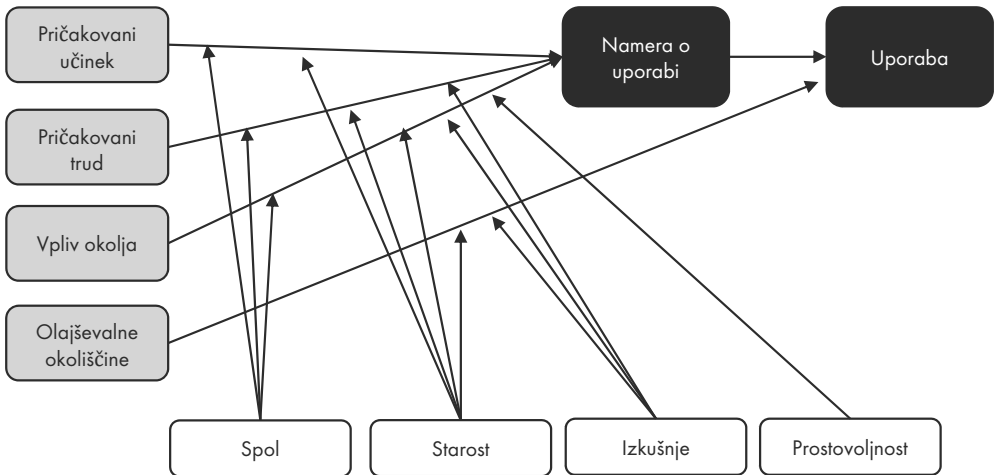 Pričakovani
učinek
Namera o
uporabi
Uporaba
Pričakovani
trud
Vpliv okolja
Olajševalne
okoliščine
Spol
Starost
Izkušnje
Prostovoljnost